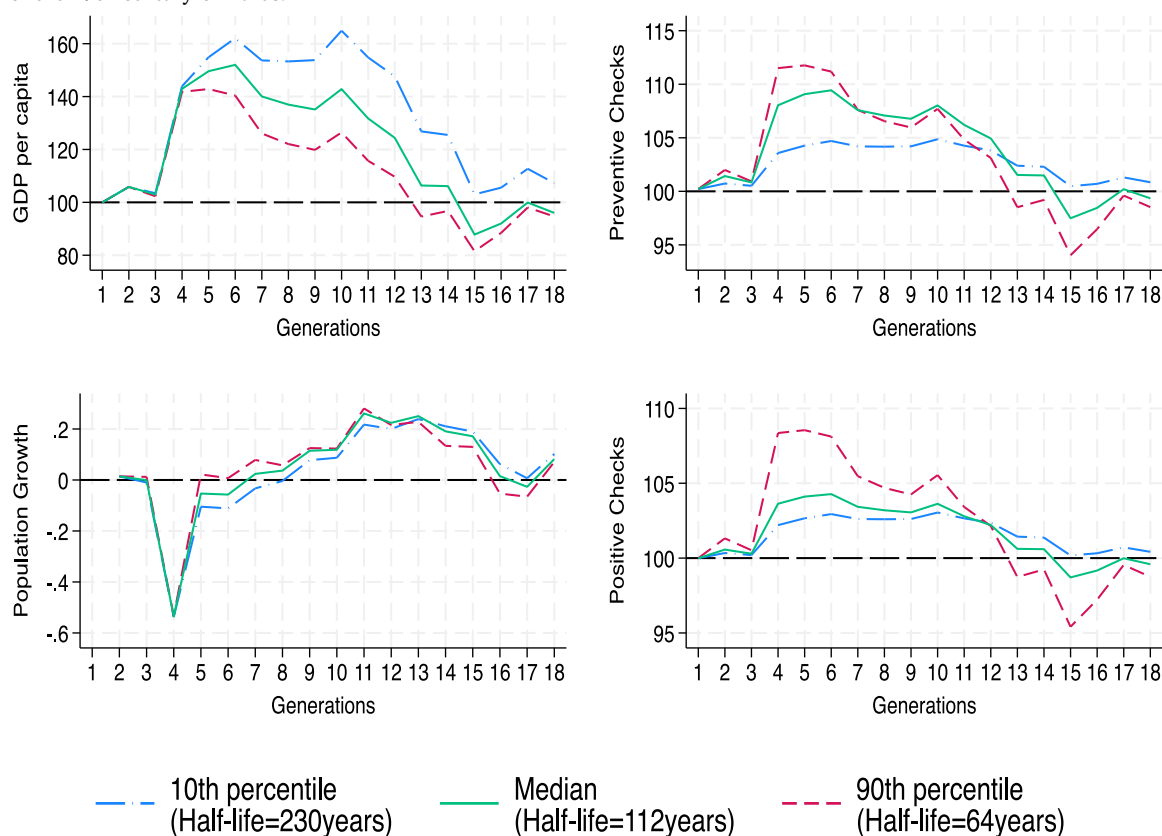 GDP per capita
160
140
120
100
80
1 2 3 4 5 6 7 8 9 10 11 12 13 14 15 16 17 18
Generations
Preventive Checks
115
110
105
100
95
1 2 3 4 5 6 7 8 9 10 11 12 13 14 15 16 17 18
Generations
Population Growth
.2
0
-.2
-.4
-.6
1 2 3 4 5 6 7 8 9 10 11 12 13 14 15 16 17 18
Generations
Positive Checks
110
105
100
95
1 2 3 4 5 6 7 8 9 10 11 12 13 14 15 16 17 18
Generations
10th percentile
(Half-life=230years)
Median
(Half-life=112years)
90th percentile
(Half-life=64years)